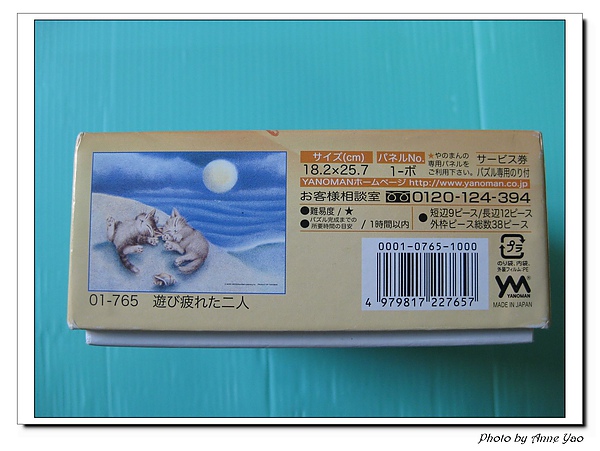 サイズ(cm) パネルNo. ★やのまんの専用パネルをご利用下さい。 サービス券
18.2×25.7 1-ボ パズル専用のり付
YANOMANホームページ http://www.yanoman.co.jp
お客様相談室 0120-124-394
●難易度/★
●パズル完成までの所要時間の目安 / 1時間以内
●短辺9ピース/長辺12ピース
●外枠ピース総数38ピース
0001-0765-1000
4 979817 227657
プラ
のり袋、内袋、
外装フィルム:PE
YM
YANOMAN
MADE IN JAPAN
01-765 遊び疲れた二人
Photo by Anne Yao